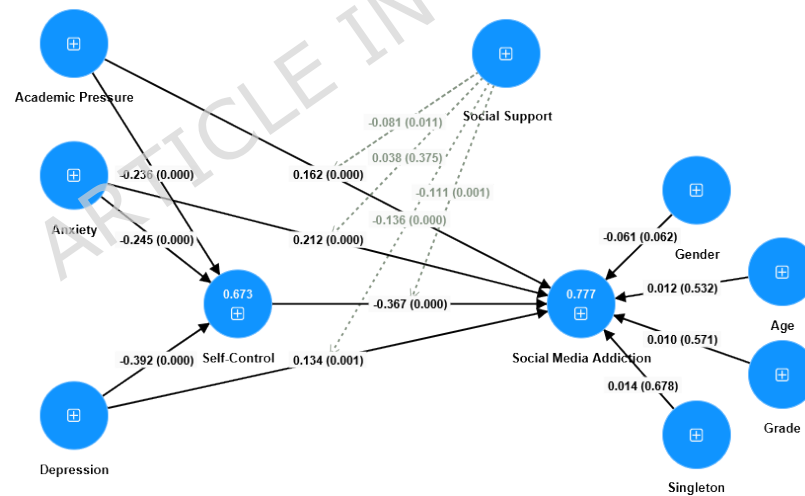 ARTICLE IN
Academic Pressure
Social Support
-0.081 (0.011)
0.038 (0.375)
-0.236 (0.000)
0.162 (0.000)
-0.111 (0.001)
-0.136 (0.000)
Anxiety
-0.245 (0.000)
0.212 (0.000)
-0.061 (0.062)
Gender
0.012 (0.532)
0.673
0.777
-0.367 (0.000)
Age
0.010 (0.571)
Self-Control
Social Media Addiction
-0.392 (0.000)
0.134 (0.001)
0.014 (0.678)
Grade
Depression
Singleton